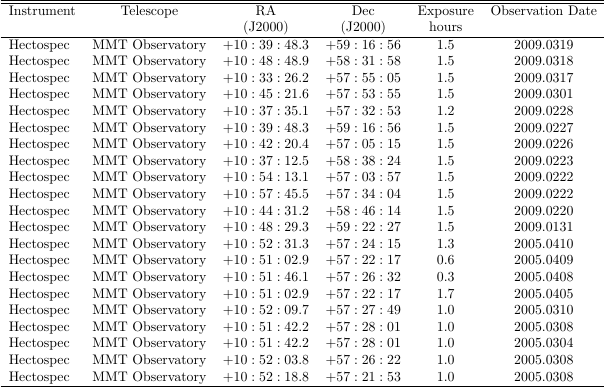 Instrument Telescope RA Dec Exposure Observation Date
(J2000) (J2000) hours
Hectospec MMT Observatory +10 : 39 : 48.3 +59 : 16 : 56 1.5 2009.0319
Hectospec MMT Observatory +10 : 48 : 48.9 +58 : 31 : 58 1.5 2009.0318
Hectospec MMT Observatory +10 : 33 : 26.2 +57 : 55 : 05 1.5 2009.0317
Hectospec MMT Observatory +10 : 45 : 21.6 +57 : 53 : 55 1.5 2009.0301
Hectospec MMT Observatory +10 : 37 : 35.1 +57 : 32 : 53 1.2 2009.0228
Hectospec MMT Observatory +10 : 39 : 48.3 +59 : 16 : 56 1.5 2009.0227
Hectospec MMT Observatory +10 : 42 : 20.4 +57 : 05 : 15 1.5 2009.0226
Hectospec MMT Observatory +10 : 37 : 12.5 +58 : 38 : 24 1.5 2009.0223
Hectospec MMT Observatory +10 : 54 : 13.1 +57 : 03 : 57 1.5 2009.0222
Hectospec MMT Observatory +10 : 57 : 45.5 +57 : 34 : 04 1.5 2009.0222
Hectospec MMT Observatory +10 : 44 : 31.2 +58 : 46 : 14 1.5 2009.0220
Hectospec MMT Observatory +10 : 48 : 29.3 +59 : 22 : 27 1.5 2009.0131
Hectospec MMT Observatory +10 : 52 : 31.3 +57 : 24 : 15 1.3 2005.0410
Hectospec MMT Observatory +10 : 51 : 02.9 +57 : 22 : 17 0.6 2005.0409
Hectospec MMT Observatory +10 : 51 : 46.1 +57 : 26 : 32 0.3 2005.0408
Hectospec MMT Observatory +10 : 51 : 02.9 +57 : 22 : 17 1.7 2005.0405
Hectospec MMT Observatory +10 : 52 : 09.7 +57 : 27 : 49 1.0 2005.0310
Hectospec MMT Observatory +10 : 51 : 42.2 +57 : 28 : 01 1.0 2005.0308
Hectospec MMT Observatory +10 : 51 : 42.2 +57 : 28 : 01 1.0 2005.0304
Hectospec MMT Observatory +10 : 52 : 03.8 +57 : 26 : 22 1.0 2005.0308
Hectospec MMT Observatory +10 : 52 : 18.8 +57 : 21 : 53 1.0 2005.0308